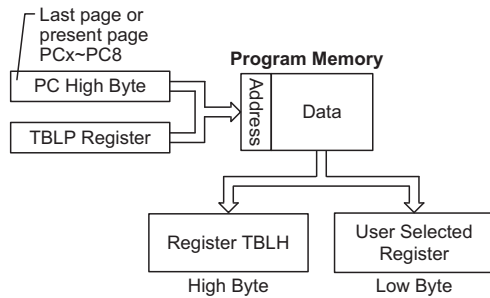 Last page or
present page
PCx~PC8
Program Memory
PC High Byte
TBLP Register
Address
Data
Register TBLH
User Selected
Register
High Byte
Low Byte